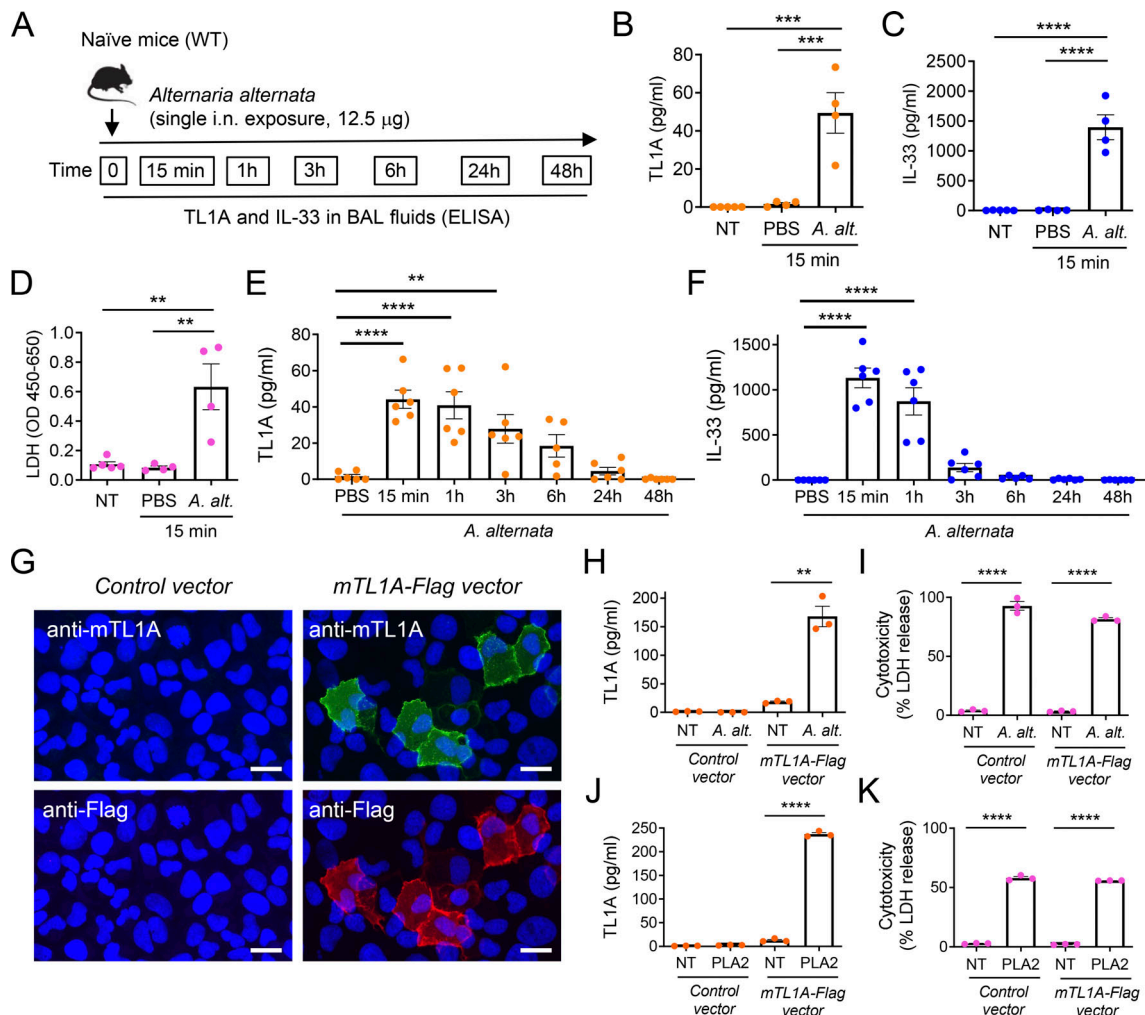 A
Naïve mice (WT)
Alternaria alternata
(single i.n. exposure, 12.5 µg)
Time 0 15 min 1h 3h 6h 24h 48h
TL1A and IL-33 in BAL fluids (ELISA)
B
***
***
TL1A (pg/ml)
80
60
40
20
0
NT PBS A. alt.
15 min
C
****
****
IL-33 (pg/ml)
2500
2000
1500
1000
500
0
NT PBS A. alt.
15 min
D
**
**
LDH (OD 450-650)
1.0
0.8
0.6
0.4
0.2
0
NT PBS A. alt.
15 min
E
**
****
****
TL1A (pg/ml)
80
60
40
20
0
PBS 15 min 1h 3h 6h 24h 48h
A. alternata
F
****
****
IL-33 (pg/ml)
1500
1000
500
0
PBS 15 min 1h 3h 6h 24h 48h
A. alternata
G
Control vector mTL1A-Flag vector
anti-mTL1A anti-mTL1A
anti-Flag anti-Flag
H
**
TL1A (pg/ml)
200
150
100
50
0
NT A. alt. NT A. alt.
Control mTL1A-Flag
vector vector
I
**** ****
Cytotoxicity
(% LDH release)
100
50
0
NT A. alt. NT A. alt.
Control mTL1A-Flag
vector vector
J
****
TL1A (pg/ml)
250
200
150
100
50
0
NT PLA2 NT PLA2
Control mTL1A-Flag
vector vector
K
**** ****
Cytotoxicity
(% LDH release)
100
50
0
NT PLA2 NT PLA2
Control mTL1A-Flag
vector vector